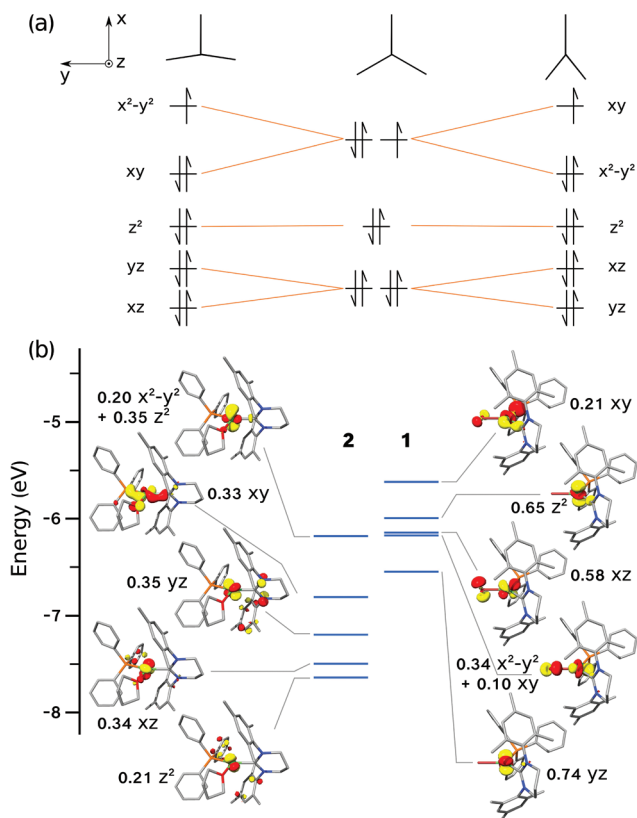 (a)
x
y
z
x²–y²
xy
xy
x²–y²
z²
z²
yz
xz
xz
yz
(b)
Energy (eV)
-5
-6
-7
-8
2
1
0.20 x²–y²
+ 0.35 z²
0.33 xy
0.35 yz
0.34 xz
0.21 z²
0.21 xy
0.65 z²
0.58 xz
0.34 x²–y²
+ 0.10 xy
0.74 yz